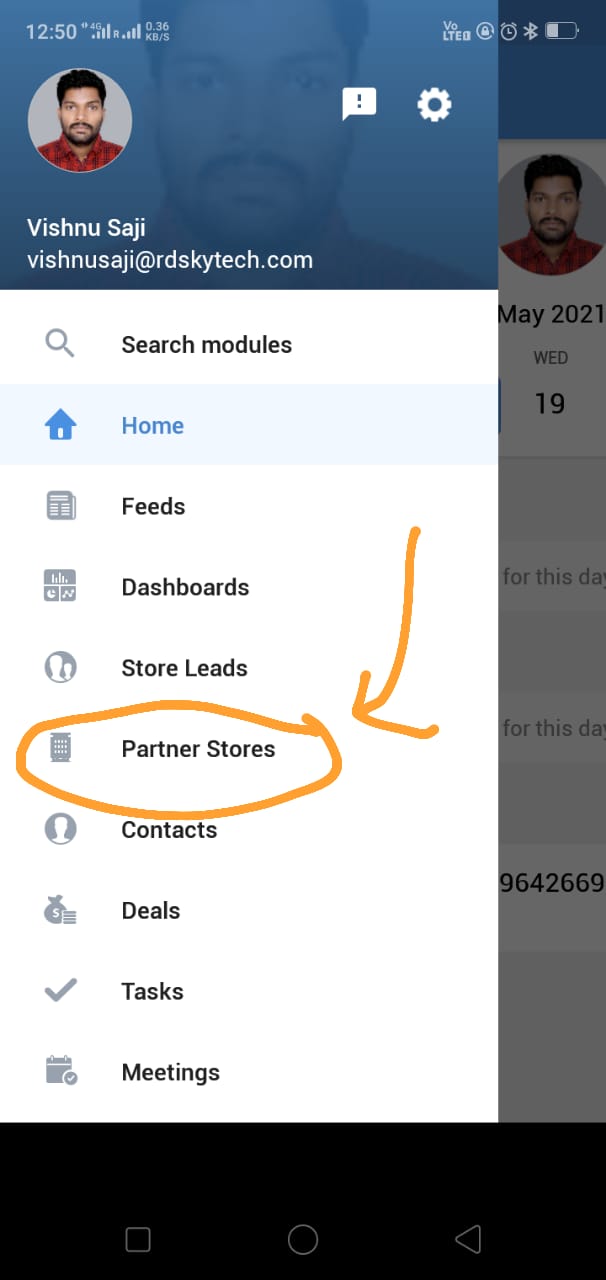 12:50 4G R 0.36 KB/S Vo LTE
Vishnu Saji
vishnusaji@rdskytech.com
Search modules
Home
Feeds
Dashboards
Store Leads
Partner Stores
Contacts
Deals
Tasks
Meetings
May 2021
WED
19
for this day
for this day
9642669